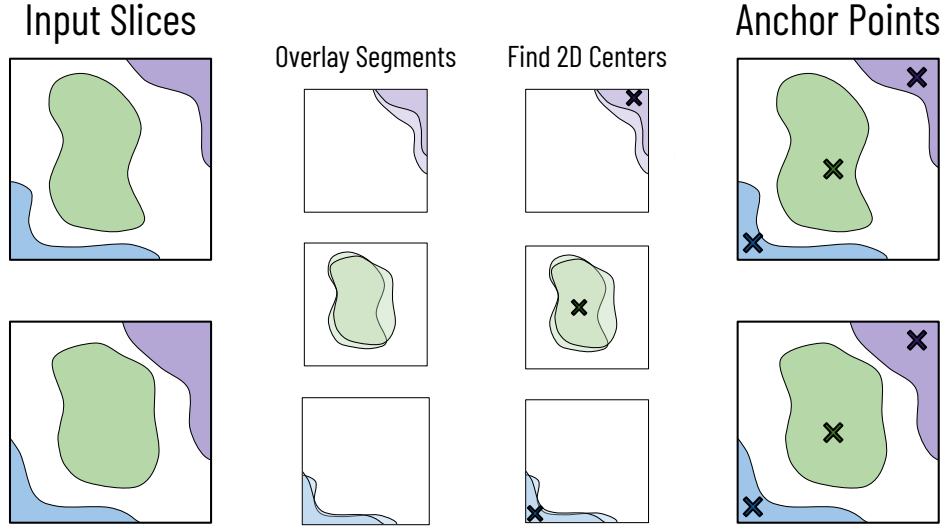 Input Slices
Overlay Segments
Find 2D Centers
Anchor Points